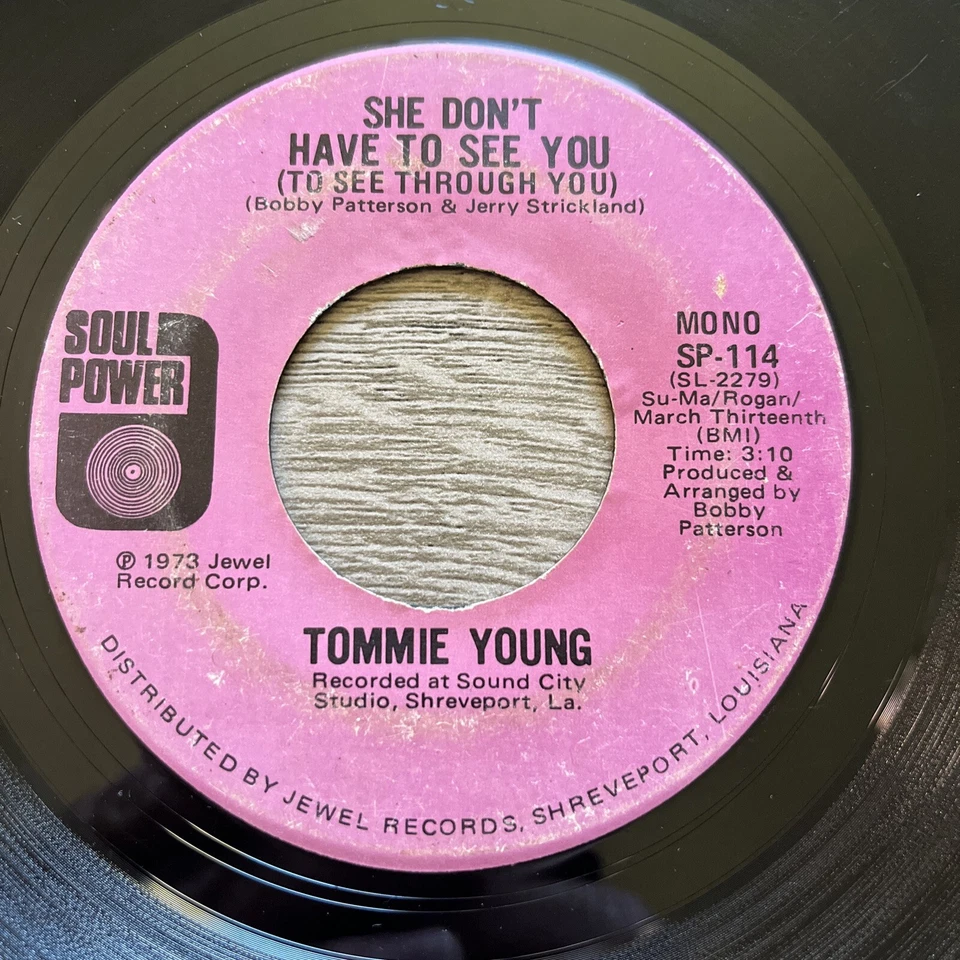 SHE DON'T
HAVE TO SEE YOU
(TO SEE THROUGH YOU)
(Bobby Patterson & Jerry Strickland)
SOUL
POWER
MONO
SP-114
(SL-2279)
Su-Ma/Rogan/
March Thirteenth
(BMI)
Time: 3:10
Produced &
Arranged by
Bobby
Patterson
℗ 1973 Jewel
Record Corp.
TOMMIE YOUNG
Recorded at Sound City
Studio, Shreveport, La.
DISTRIBUTED BY JEWEL RECORDS, SHREVEPORT, LOUISIANA